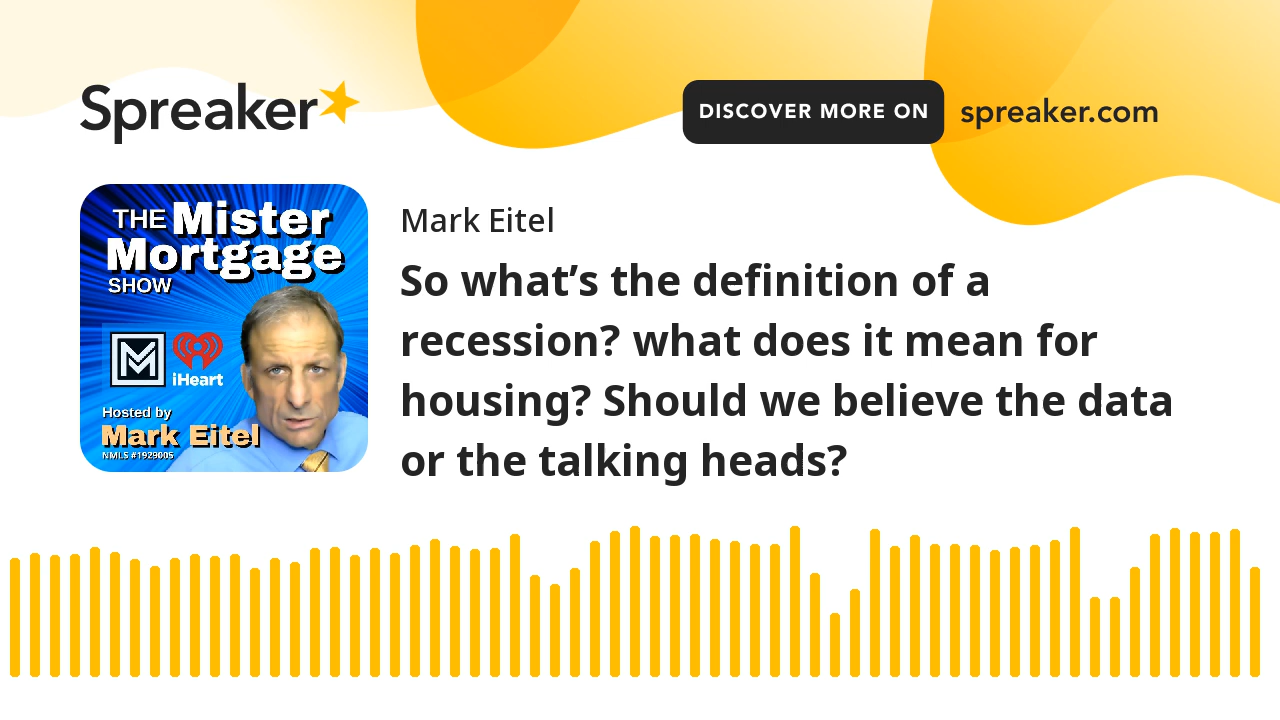 Spreaker
DISCOVER MORE ON
spreaker.com
THE Mister
Mortgage
SHOW
M
iHeart
Hosted by
Mark Eitel
NMLS #1929005
Mark Eitel
So what’s the definition of a
recession? what does it mean for
housing? Should we believe the data
or the talking heads?